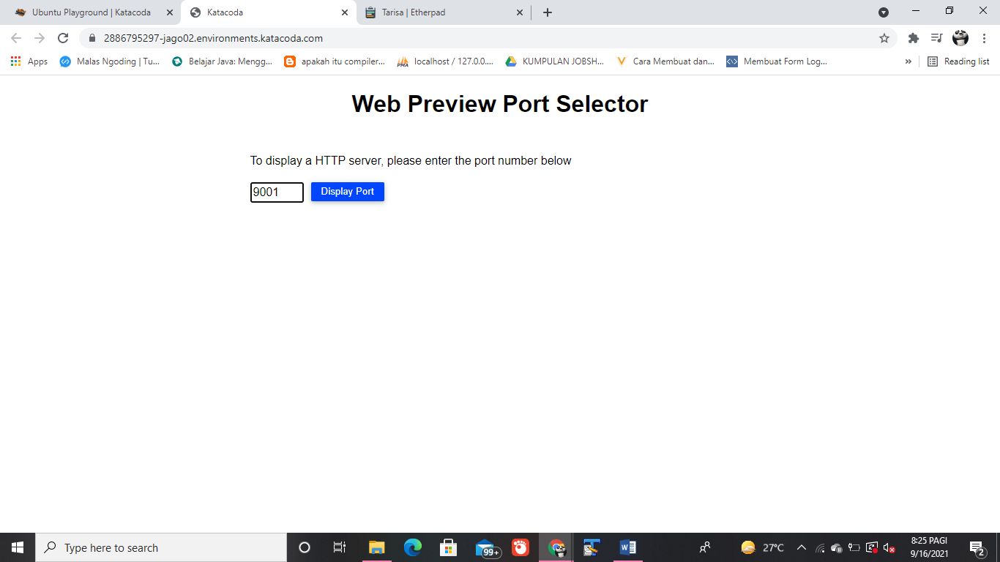 Ubuntu Playground | Katacoda
Katacoda
Tarisa | Etherpad
2886795297-jago02.environments.katacoda.com
Apps
Malas Ngoding | Tu...
Belajar Java: Mengg...
apakah itu compiler...
PMA
localhost / 127.0.0....
KUMPULAN JOBSH...
Cara Membuat dan...
Membuat Form Log...
»
Reading list
Web Preview Port Selector
To display a HTTP server, please enter the port number below
9001 Display Port
Type here to search
99+
27°C
8:25 PAGI
9/16/2021
2